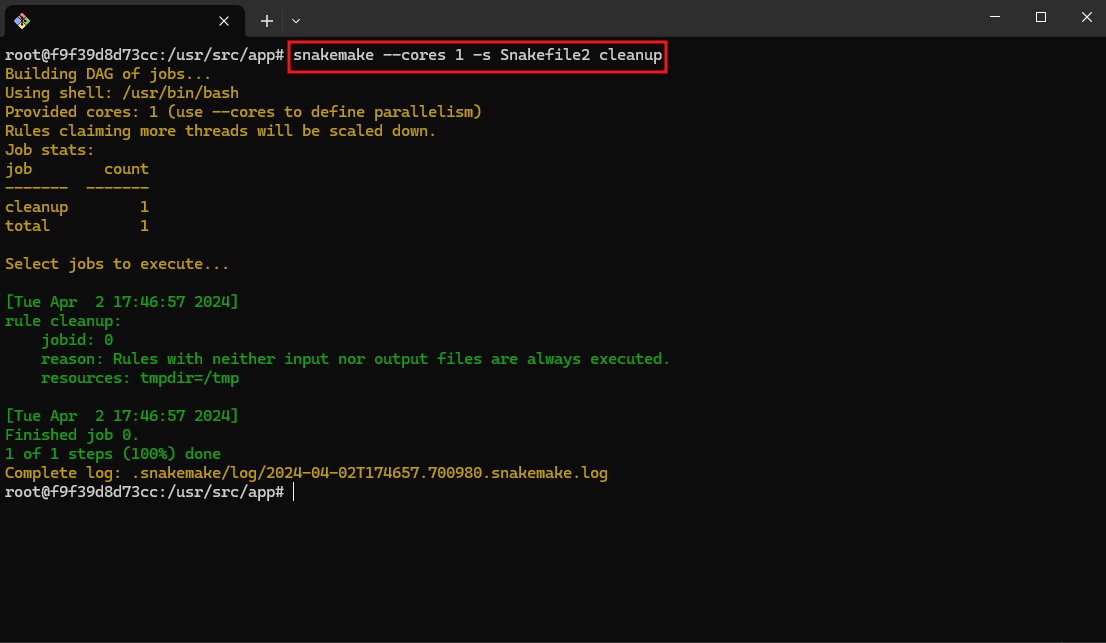 root@f9f39d8d73cc:/usr/src/app# snakemake --cores 1 -s Snakefile2 cleanup
Building DAG of jobs...
Using shell: /usr/bin/bash
Provided cores: 1 (use --cores to define parallelism)
Rules claiming more threads will be scaled down.
Job stats:
job        count
-------  -------
cleanup        1
total          1
Select jobs to execute...
[Tue Apr  2 17:46:57 2024]
rule cleanup:
    jobid: 0
    reason: Rules with neither input nor output files are always executed.
    resources: tmpdir=/tmp
[Tue Apr  2 17:46:57 2024]
Finished job 0.
1 of 1 steps (100%) done
Complete log: .snakemake/log/2024-04-02T174657.700980.snakemake.log
root@f9f39d8d73cc:/usr/src/app#